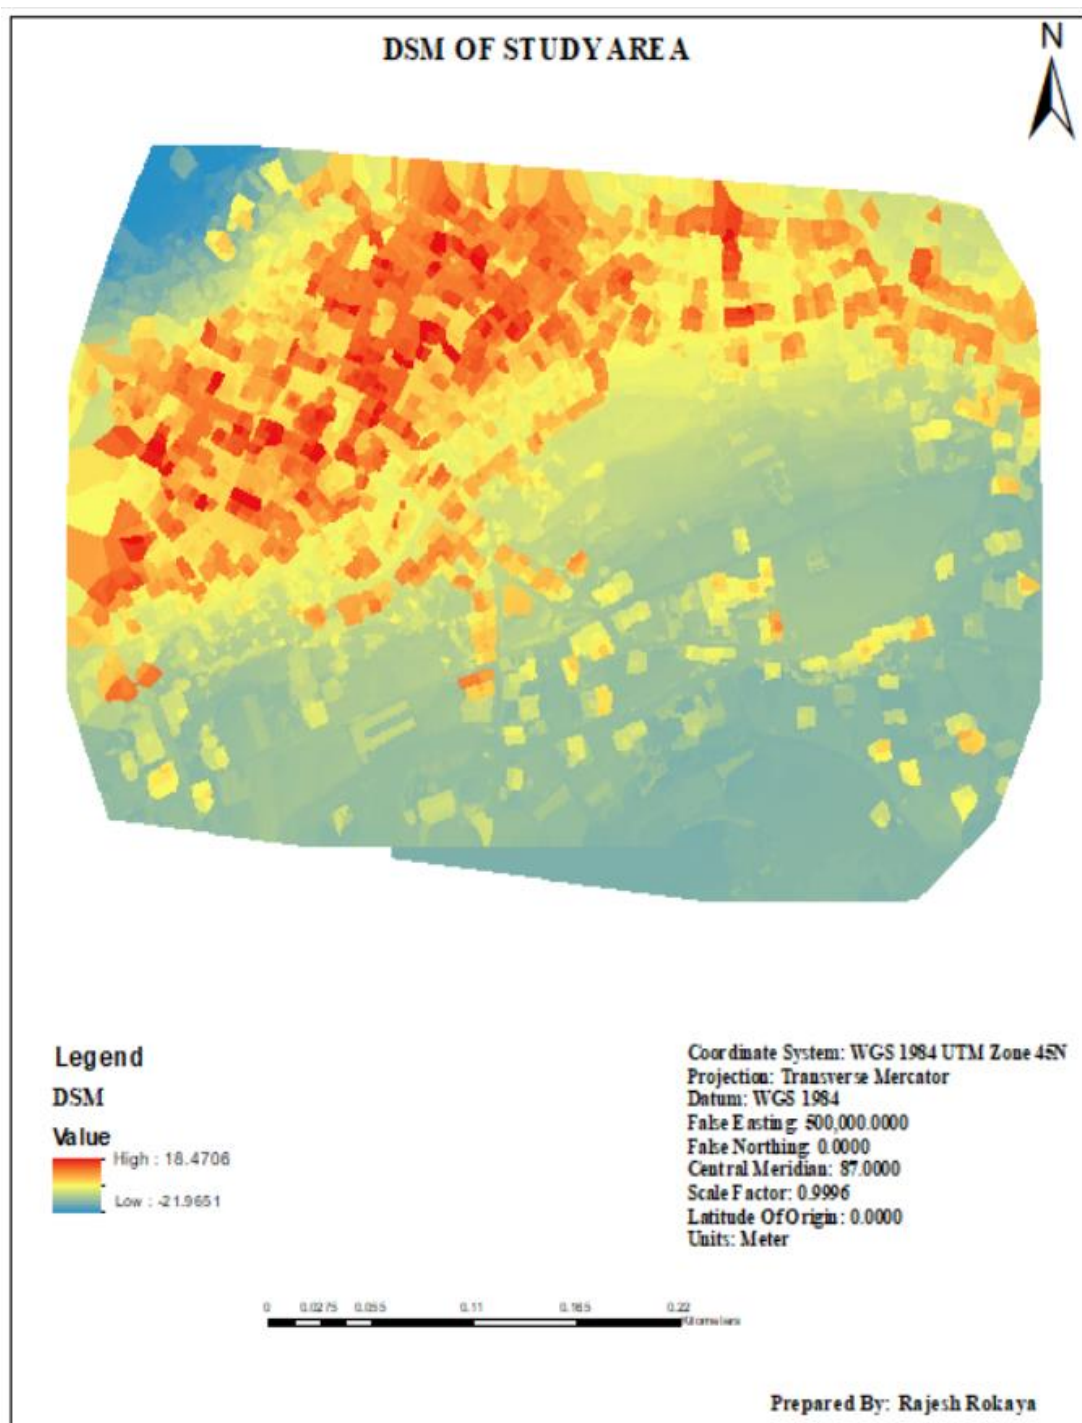 N
DSM OF STUDY AREA
Legend
DSM
Value
High : 18.4706
Low : -21.9651
Coordinate System: WGS 1984 UTM Zone 45N
Projection: Transverse Mercator
Datum: WGS 1984
False Easting: 500,000.0000
False Northing: 0.0000
Central Meridian: 87.0000
Scale Factor: 0.9996
Latitude Of Origin: 0.0000
Units: Meter
0 0.0275 0.055 0.11 0.165 0.22
Kilometers
Prepared By: Rajesh Rokaya